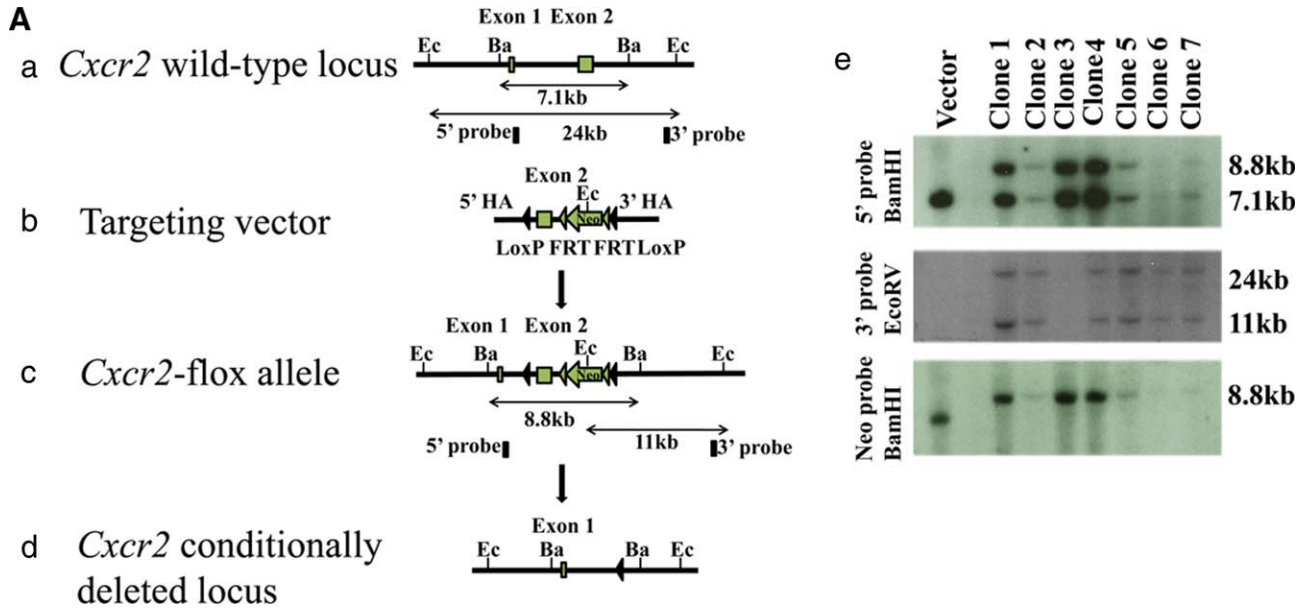 A
a Cxcr2 wild-type locus
Exon 1 Exon 2
Ec Ba Ba Ec
7.1kb
24kb
5' probe 3' probe
b Targeting vector
Exon 2
Ec
5' HA 3' HA
Neo
LoxP FRT FRT LoxP
c Cxcr2-flox allele
Exon 1 Exon 2
Ec Ba Ec Ba Ec
Neo
8.8kb
11kb
5' probe 3' probe
d Cxcr2 conditionally
deleted locus
Exon 1
Ec Ba Ba Ec
e
Vector
Clone 1
Clone 2
Clone 3
Clone4
Clone 5
Clone 6
Clone 7
5' probe
BamHI
8.8kb
7.1kb
3' probe
EcoRV
24kb
11kb
Neo probe
BamHI
8.8kb